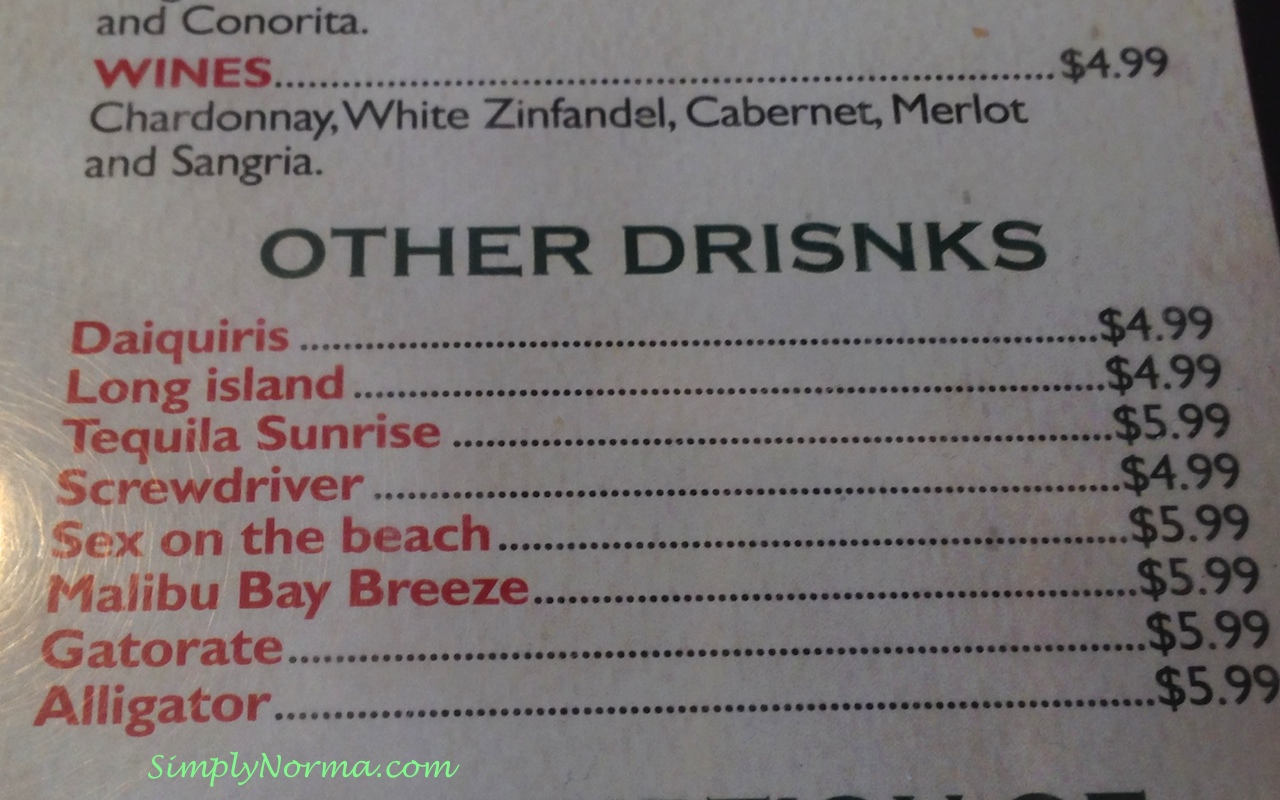 and Conorita.
WINES..........................................................................................$4.99
Chardonnay, White Zinfandel, Cabernet, Merlot
and Sangria.
OTHER DRISNKS
Daiquiris ..........................................................................................$4.99
Long island ..........................................................................................$4.99
Tequila Sunrise ..........................................................................................$5.99
Screwdriver ..........................................................................................$4.99
Sex on the beach..........................................................................................$5.99
Malibu Bay Breeze..........................................................................................$5.99
Gatorate..........................................................................................$5.99
Alligator..........................................................................................$5.99
SimplyNorma.com